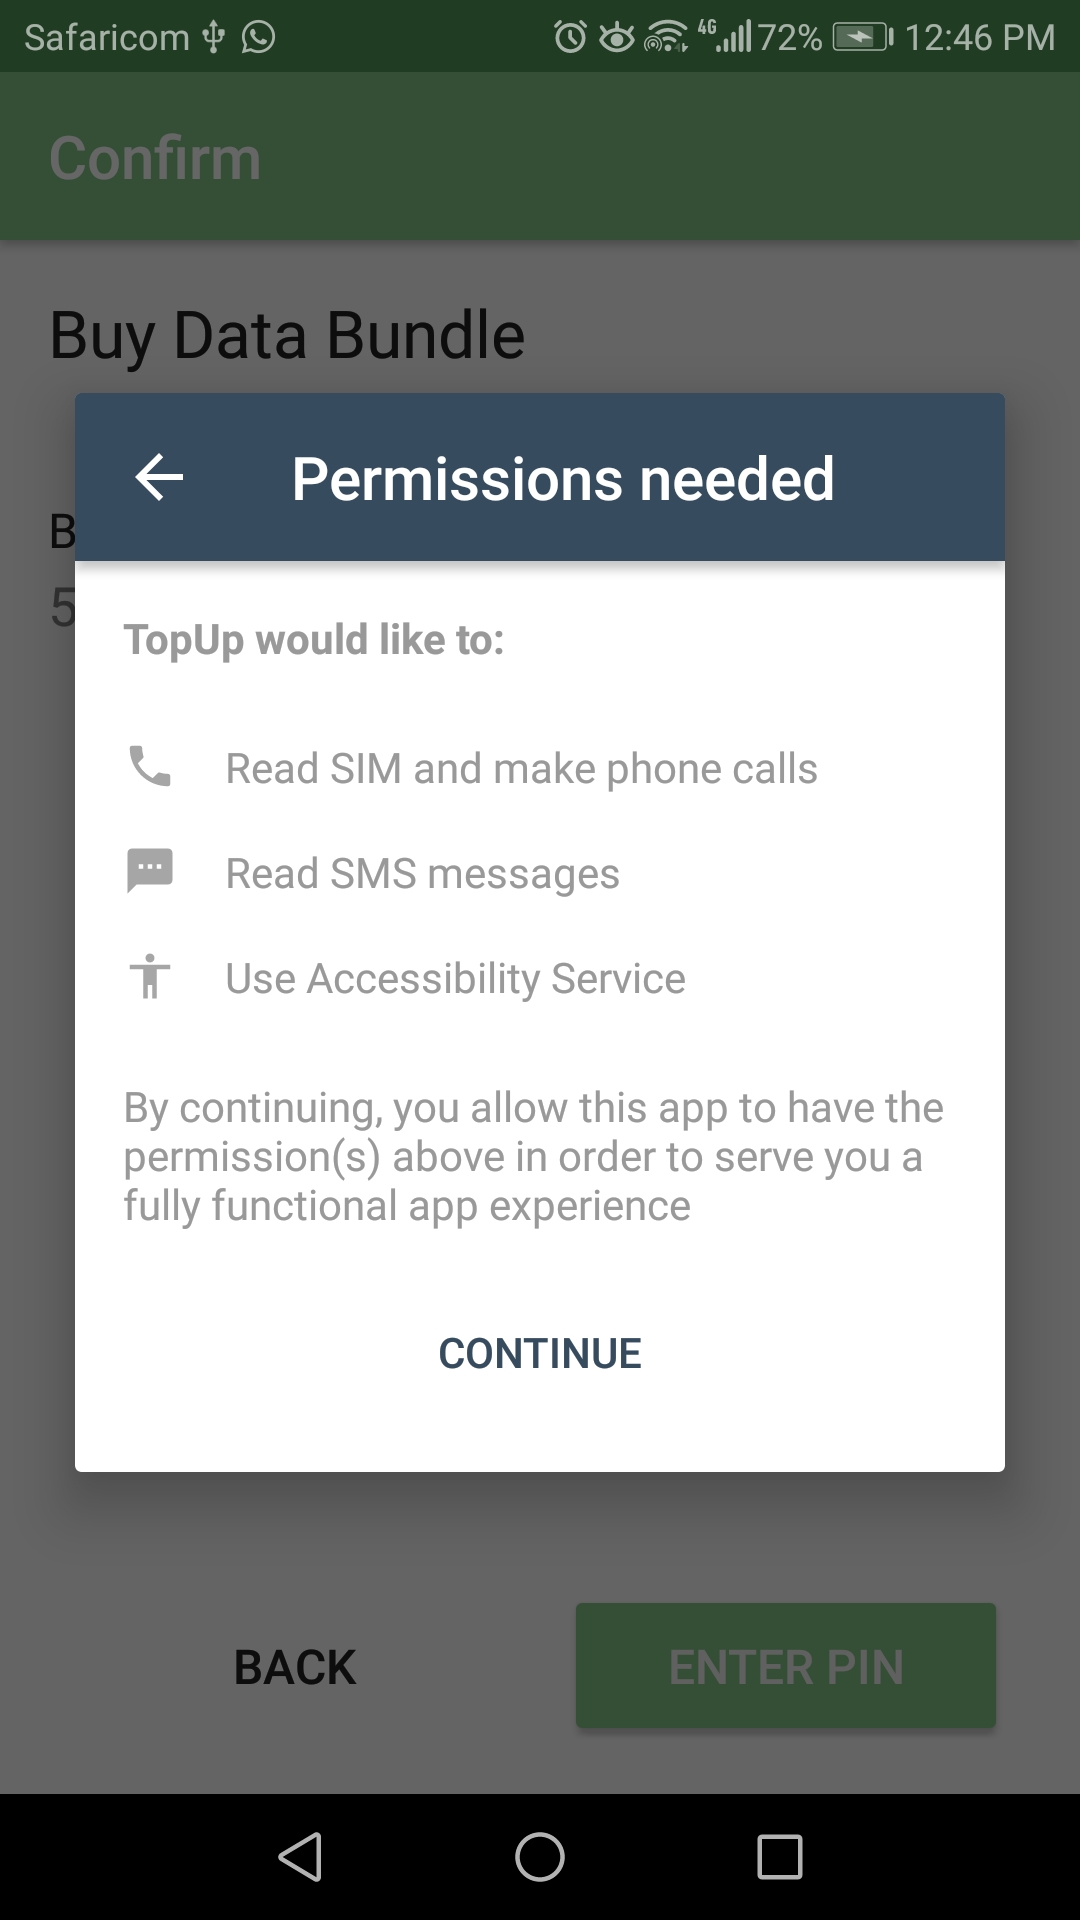 Safaricom 4G 72% 12:46 PM
Confirm
Buy Data Bundle
Permissions needed
B
5
TopUp would like to:
Read SIM and make phone calls
Read SMS messages
Use Accessibility Service
By continuing, you allow this app to have the
permission(s) above in order to serve you a
fully functional app experience
CONTINUE
BACK ENTER PIN